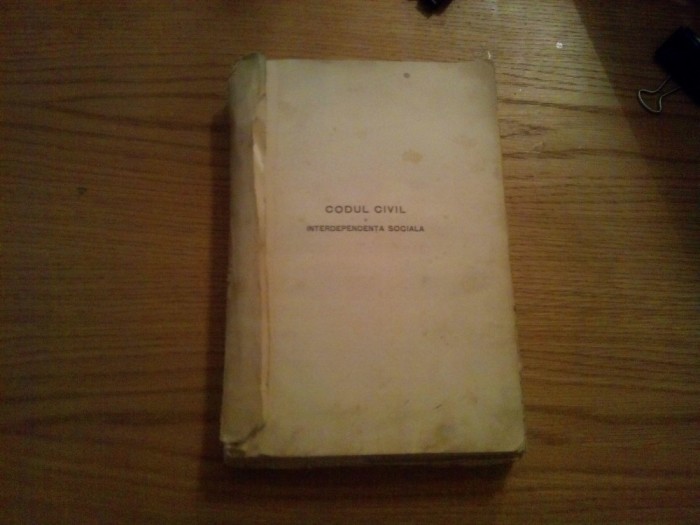 CODUL CIVIL
INTERDEPENDENTA SOCIALA